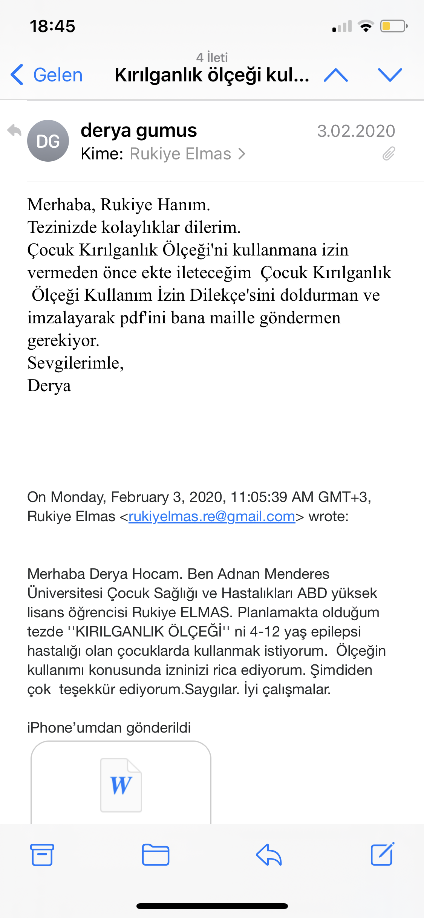 18:45
4 İleti
Gelen
Kırılganlık ölçeği kul...
DG
derya gumus
3.02.2020
Kime: Rukiye Elmas
Merhaba, Rukiye Hanım.
Tezinizde kolaylıklar dilerim.
Çocuk Kırılganlık Ölçeği'ni kullanmana izin
vermeden önce ekte ileteceğim Çocuk Kırılganlık
Ölçeği Kullanım İzin Dilekçe'sini doldurman ve
imzalayarak pdf'ini bana maille göndermen
gerekiyor.
Sevgilerimle,
Derya
On Monday, February 3, 2020, 11:05:39 AM GMT+3,
Rukiye Elmas <rukiyelmas.re@gmail.com> wrote:
Merhaba Derya Hocam. Ben Adnan Menderes
Üniversitesi Çocuk Sağlığı ve Hastalıkları ABD yüksek
lisans öğrencisi Rukiye ELMAS. Planlamakta olduğum
tezde ''KIRILGANLIK ÖLÇEĞİ'' ni 4-12 yaş epilepsi
hastalığı olan çocuklarda kullanmak istiyorum. Ölçeğin
kullanımı konusunda izninizi rica ediyorum. Şimdiden
çok teşekkür ediyorum.Saygılar. İyi çalışmalar.
iPhone'umdan gönderildi
W